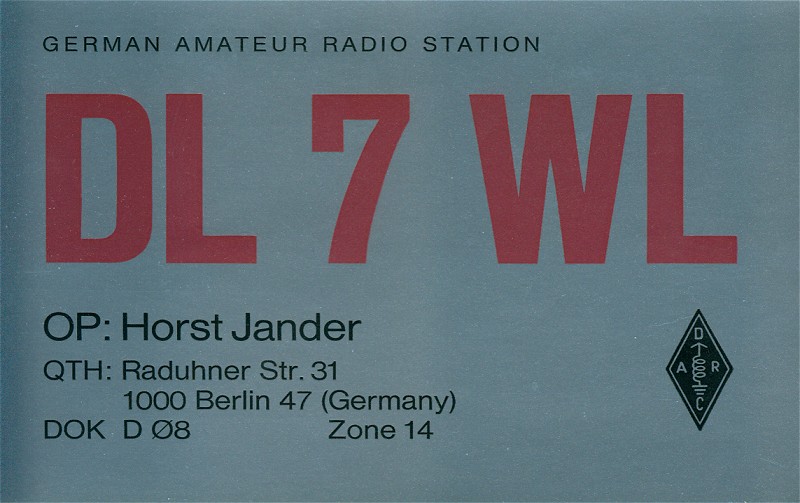 GERMAN AMATEUR RADIO STATION
DL 7 WL
OP: Horst Jander
QTH: Raduhner Str. 31
1000 Berlin 47 (Germany)
DOK D Ø8 Zone 14
D
A R
C